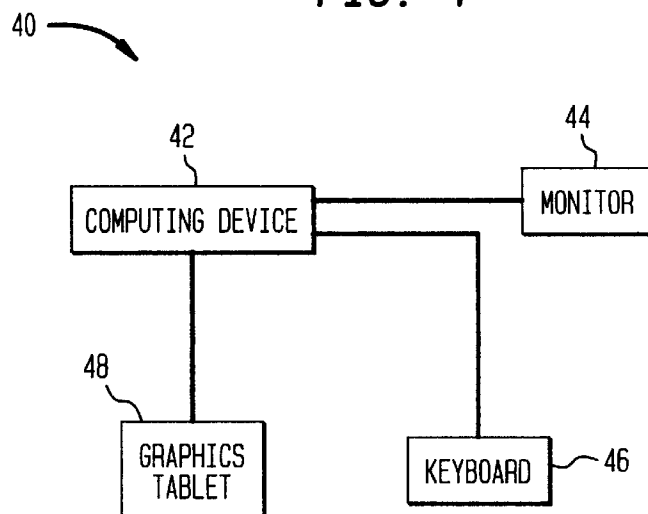 40
42
COMPUTING DEVICE
44
MONITOR
48
GRAPHICS
TABLET
KEYBOARD
46